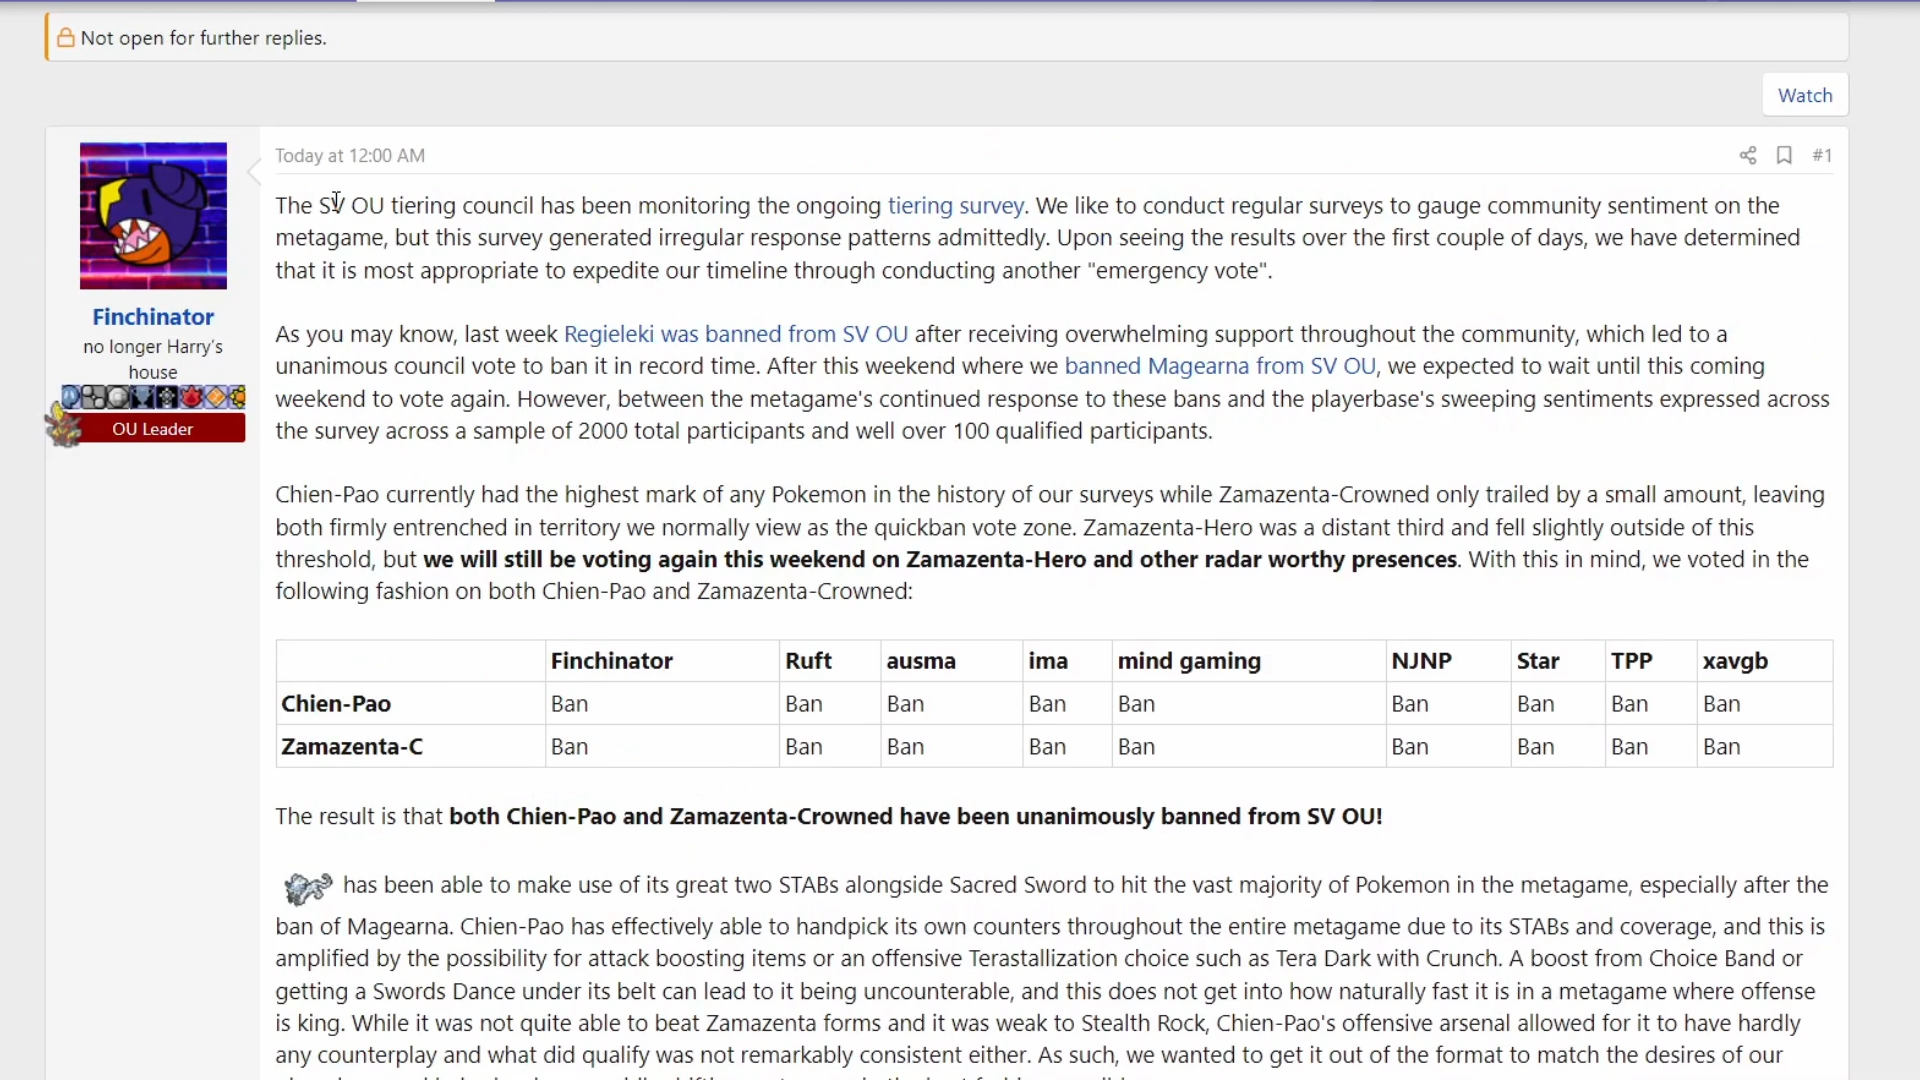 Not open for further replies.
Watch
Today at 12:00 AM
#1
Finchinator
no longer Harry's
house
OU Leader
The SV OU tiering council has been monitoring the ongoing tiering survey. We like to conduct regular surveys to gauge community sentiment on the
metagame, but this survey generated irregular response patterns admittedly. Upon seeing the results over the first couple of days, we have determined
that it is most appropriate to expedite our timeline through conducting another "emergency vote".
As you may know, last week Regieleki was banned from SV OU after receiving overwhelming support throughout the community, which led to a
unanimous council vote to ban it in record time. After this weekend where we banned Magearna from SV OU, we expected to wait until this coming
weekend to vote again. However, between the metagame's continued response to these bans and the playerbase's sweeping sentiments expressed across
the survey across a sample of 2000 total participants and well over 100 qualified participants.
Chien-Pao currently had the highest mark of any Pokemon in the history of our surveys while Zamazenta-Crowned only trailed by a small amount, leaving
both firmly entrenched in territory we normally view as the quickban vote zone. Zamazenta-Hero was a distant third and fell slightly outside of this
threshold, but we will still be voting again this weekend on Zamazenta-Hero and other radar worthy presences. With this in mind, we voted in the
following fashion on both Chien-Pao and Zamazenta-Crowned:
Finchinator Ruft ausma ima mind gaming NJNP Star TPP xavgb
Chien-Pao Ban Ban Ban Ban Ban Ban Ban Ban Ban
Zamazenta-C Ban Ban Ban Ban Ban Ban Ban Ban Ban
The result is that both Chien-Pao and Zamazenta-Crowned have been unanimously banned from SV OU!
has been able to make use of its great two STABs alongside Sacred Sword to hit the vast majority of Pokemon in the metagame, especially after the
ban of Magearna. Chien-Pao has effectively able to handpick its own counters throughout the entire metagame due to its STABs and coverage, and this is
amplified by the possibility for attack boosting items or an offensive Terastallization choice such as Tera Dark with Crunch. A boost from Choice Band or
getting a Swords Dance under its belt can lead to it being uncounterable, and this does not get into how naturally fast it is in a metagame where offense
is king. While it was not quite able to beat Zamazenta forms and it was weak to Stealth Rock, Chien-Pao's offensive arsenal allowed for it to have hardly
any counterplay and what did qualify was not remarkably consistent either. As such, we wanted to get it out of the format to match the desires of our